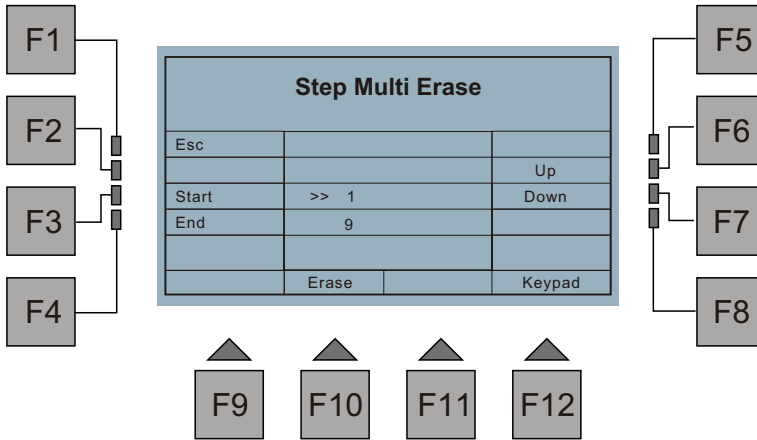 F1
F5
Step Multi Erase
F2
F6
Esc
Up
Start >> 1 Down
End 9
F3
F7
Erase Keypad
F4
F8
F9 F10 F11 F12